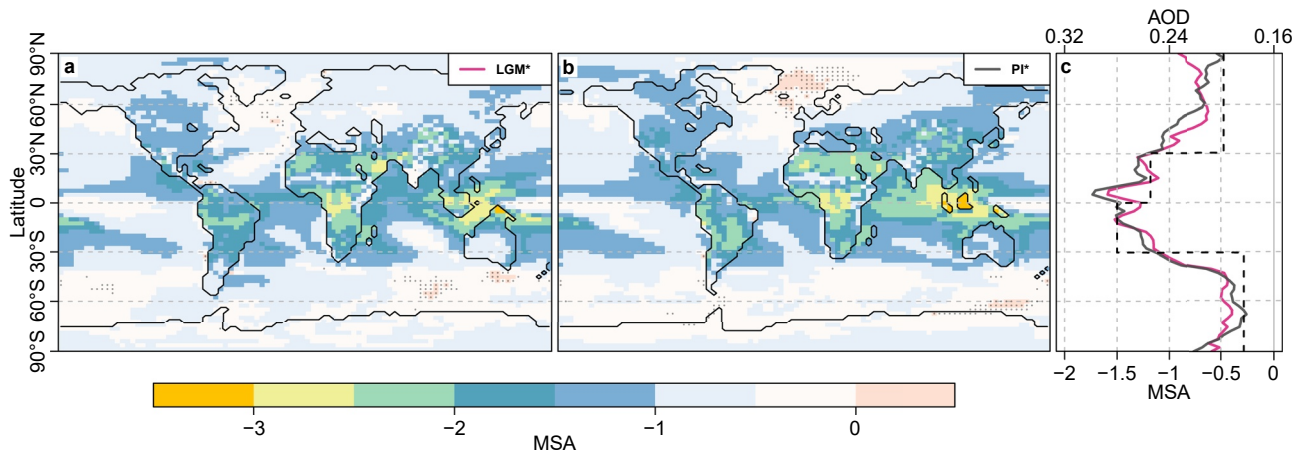 AOD
0.32 0.24 0.16
a LGM* b PI* c
Latitude
90°N
60°N
30°N
0
30°S
60°S
90°S
−2 −1.5 −1 −0.5 0
MSA
−3 −2 −1 0
MSA